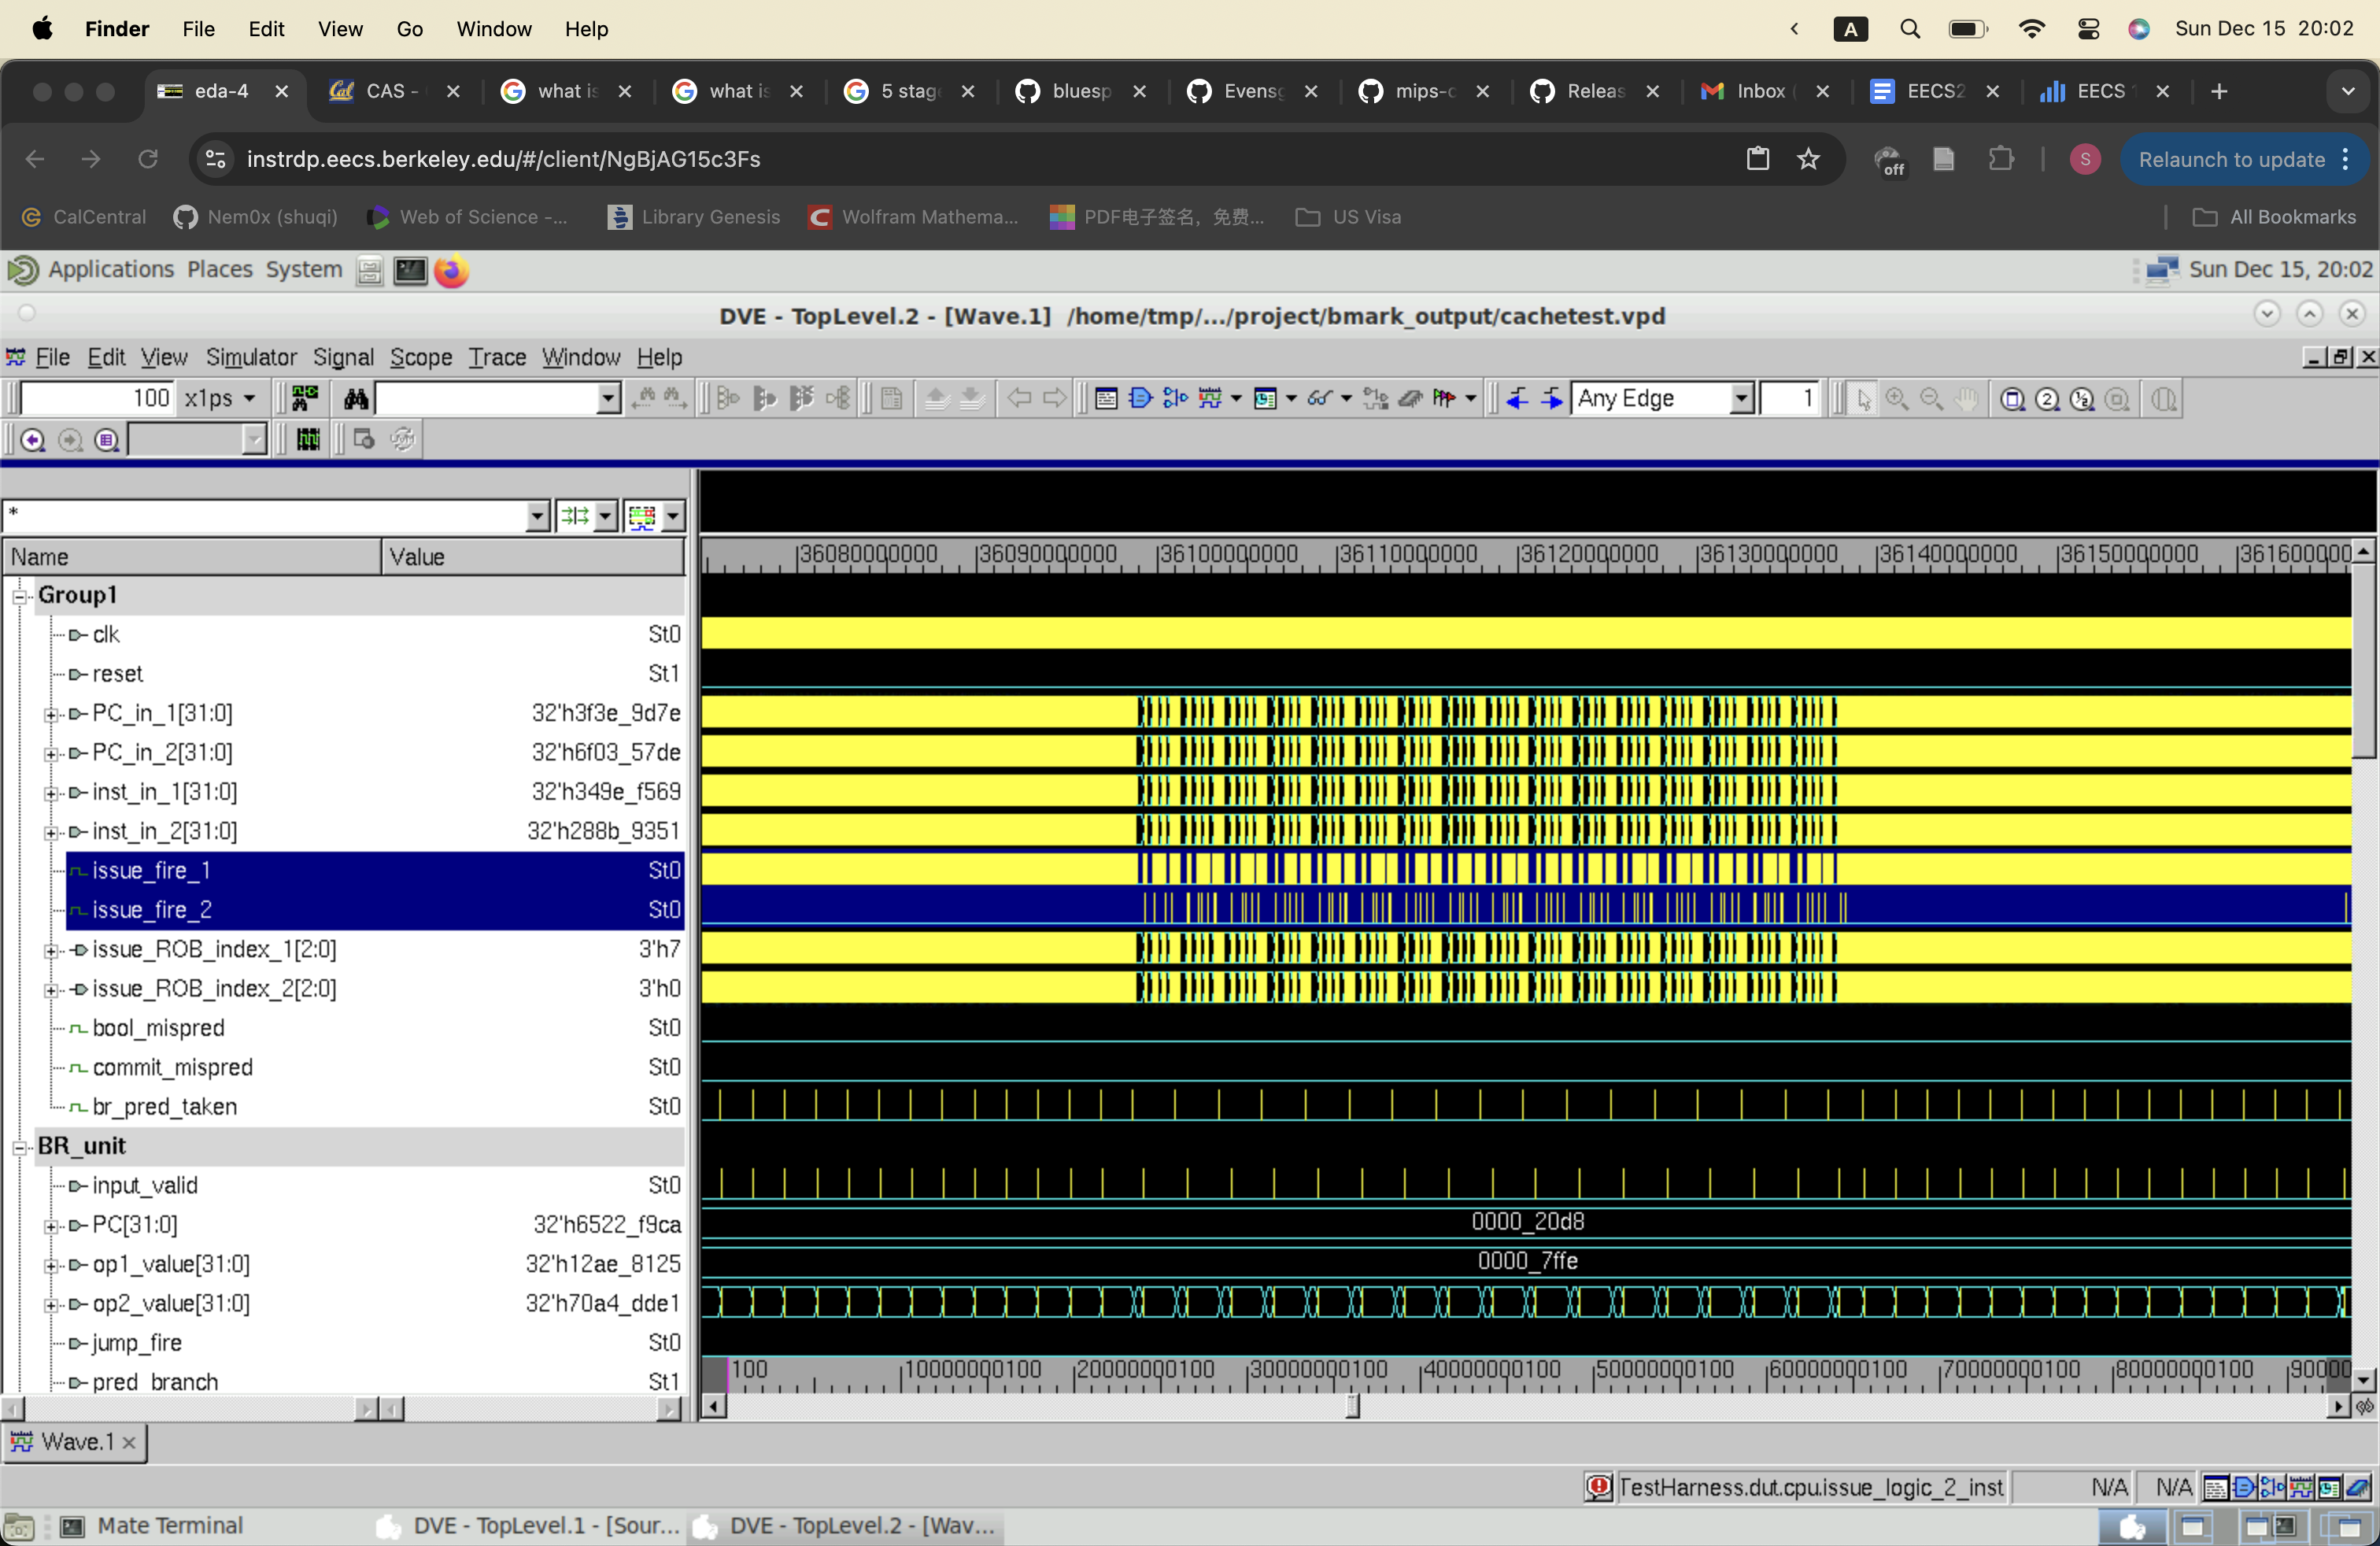 Finder File Edit View Go Window Help A Sun Dec 15 20:02
eda-4 CAS - what is what is 5 stag bluesp Evensg mips-c Releas Inbox EECS2 EECS
instrdp.eecs.berkeley.edu/#/client/NgBjAG15c3Fs off S Relaunch to update
CalCentral Nem0x (shuqi) Web of Science -... Library Genesis Wolfram Mathema... PDF电子签名，免费... US Visa All Bookmarks
Applications Places System Sun Dec 15, 20:02
DVE - TopLevel.2 - [Wave.1] /home/tmp/.../project/bmark_output/cachetest.vpd
File Edit View Simulator Signal Scope Trace Window Help
100 x1ps Any Edge 1
*
Name Value
36080000000 36090000000 36100000000 36110000000 36120000000 36130000000 36140000000 36150000000 361600000
Group1
clk St0
reset St1
PC_in_1[31:0] 32'h3f3e_9d7e
PC_in_2[31:0] 32'h6f03_57de
inst_in_1[31:0] 32'h349e_f569
inst_in_2[31:0] 32'h288b_9351
issue_fire_1 St0
issue_fire_2 St0
issue_ROB_index_1[2:0] 3'h7
issue_ROB_index_2[2:0] 3'h0
bool_mispred St0
commit_mispred St0
br_pred_taken St0
BR_unit
input_valid St0
PC[31:0] 32'h6522_f9ca 0000_20d8
op1_value[31:0] 32'h12ae_8125 0000_7ffe
op2_value[31:0] 32'h70a4_dde1
jump_fire St0
100 10000000100 20000000100 30000000100 40000000100 50000000100 60000000100 70000000100 80000000100 90000
pred_branch St1
Wave.1
TestHarness.dut.cpu.issue_logic_2_inst N/A N/A
Mate Terminal DVE - TopLevel.1 - [Sour... DVE - TopLevel.2 - [Wav...